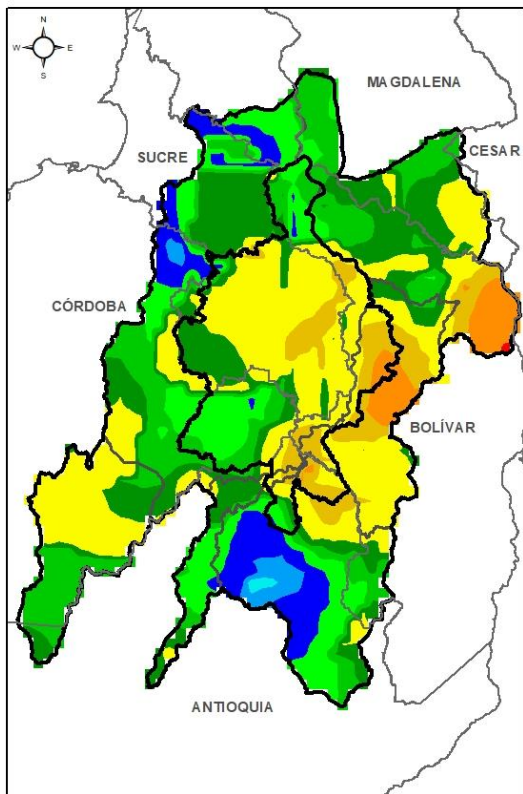 N
W E
S
MAGDALENA
CESAR
SUCRE
CÓRDOBA
BOLÍVAR
ANTIOQUIA